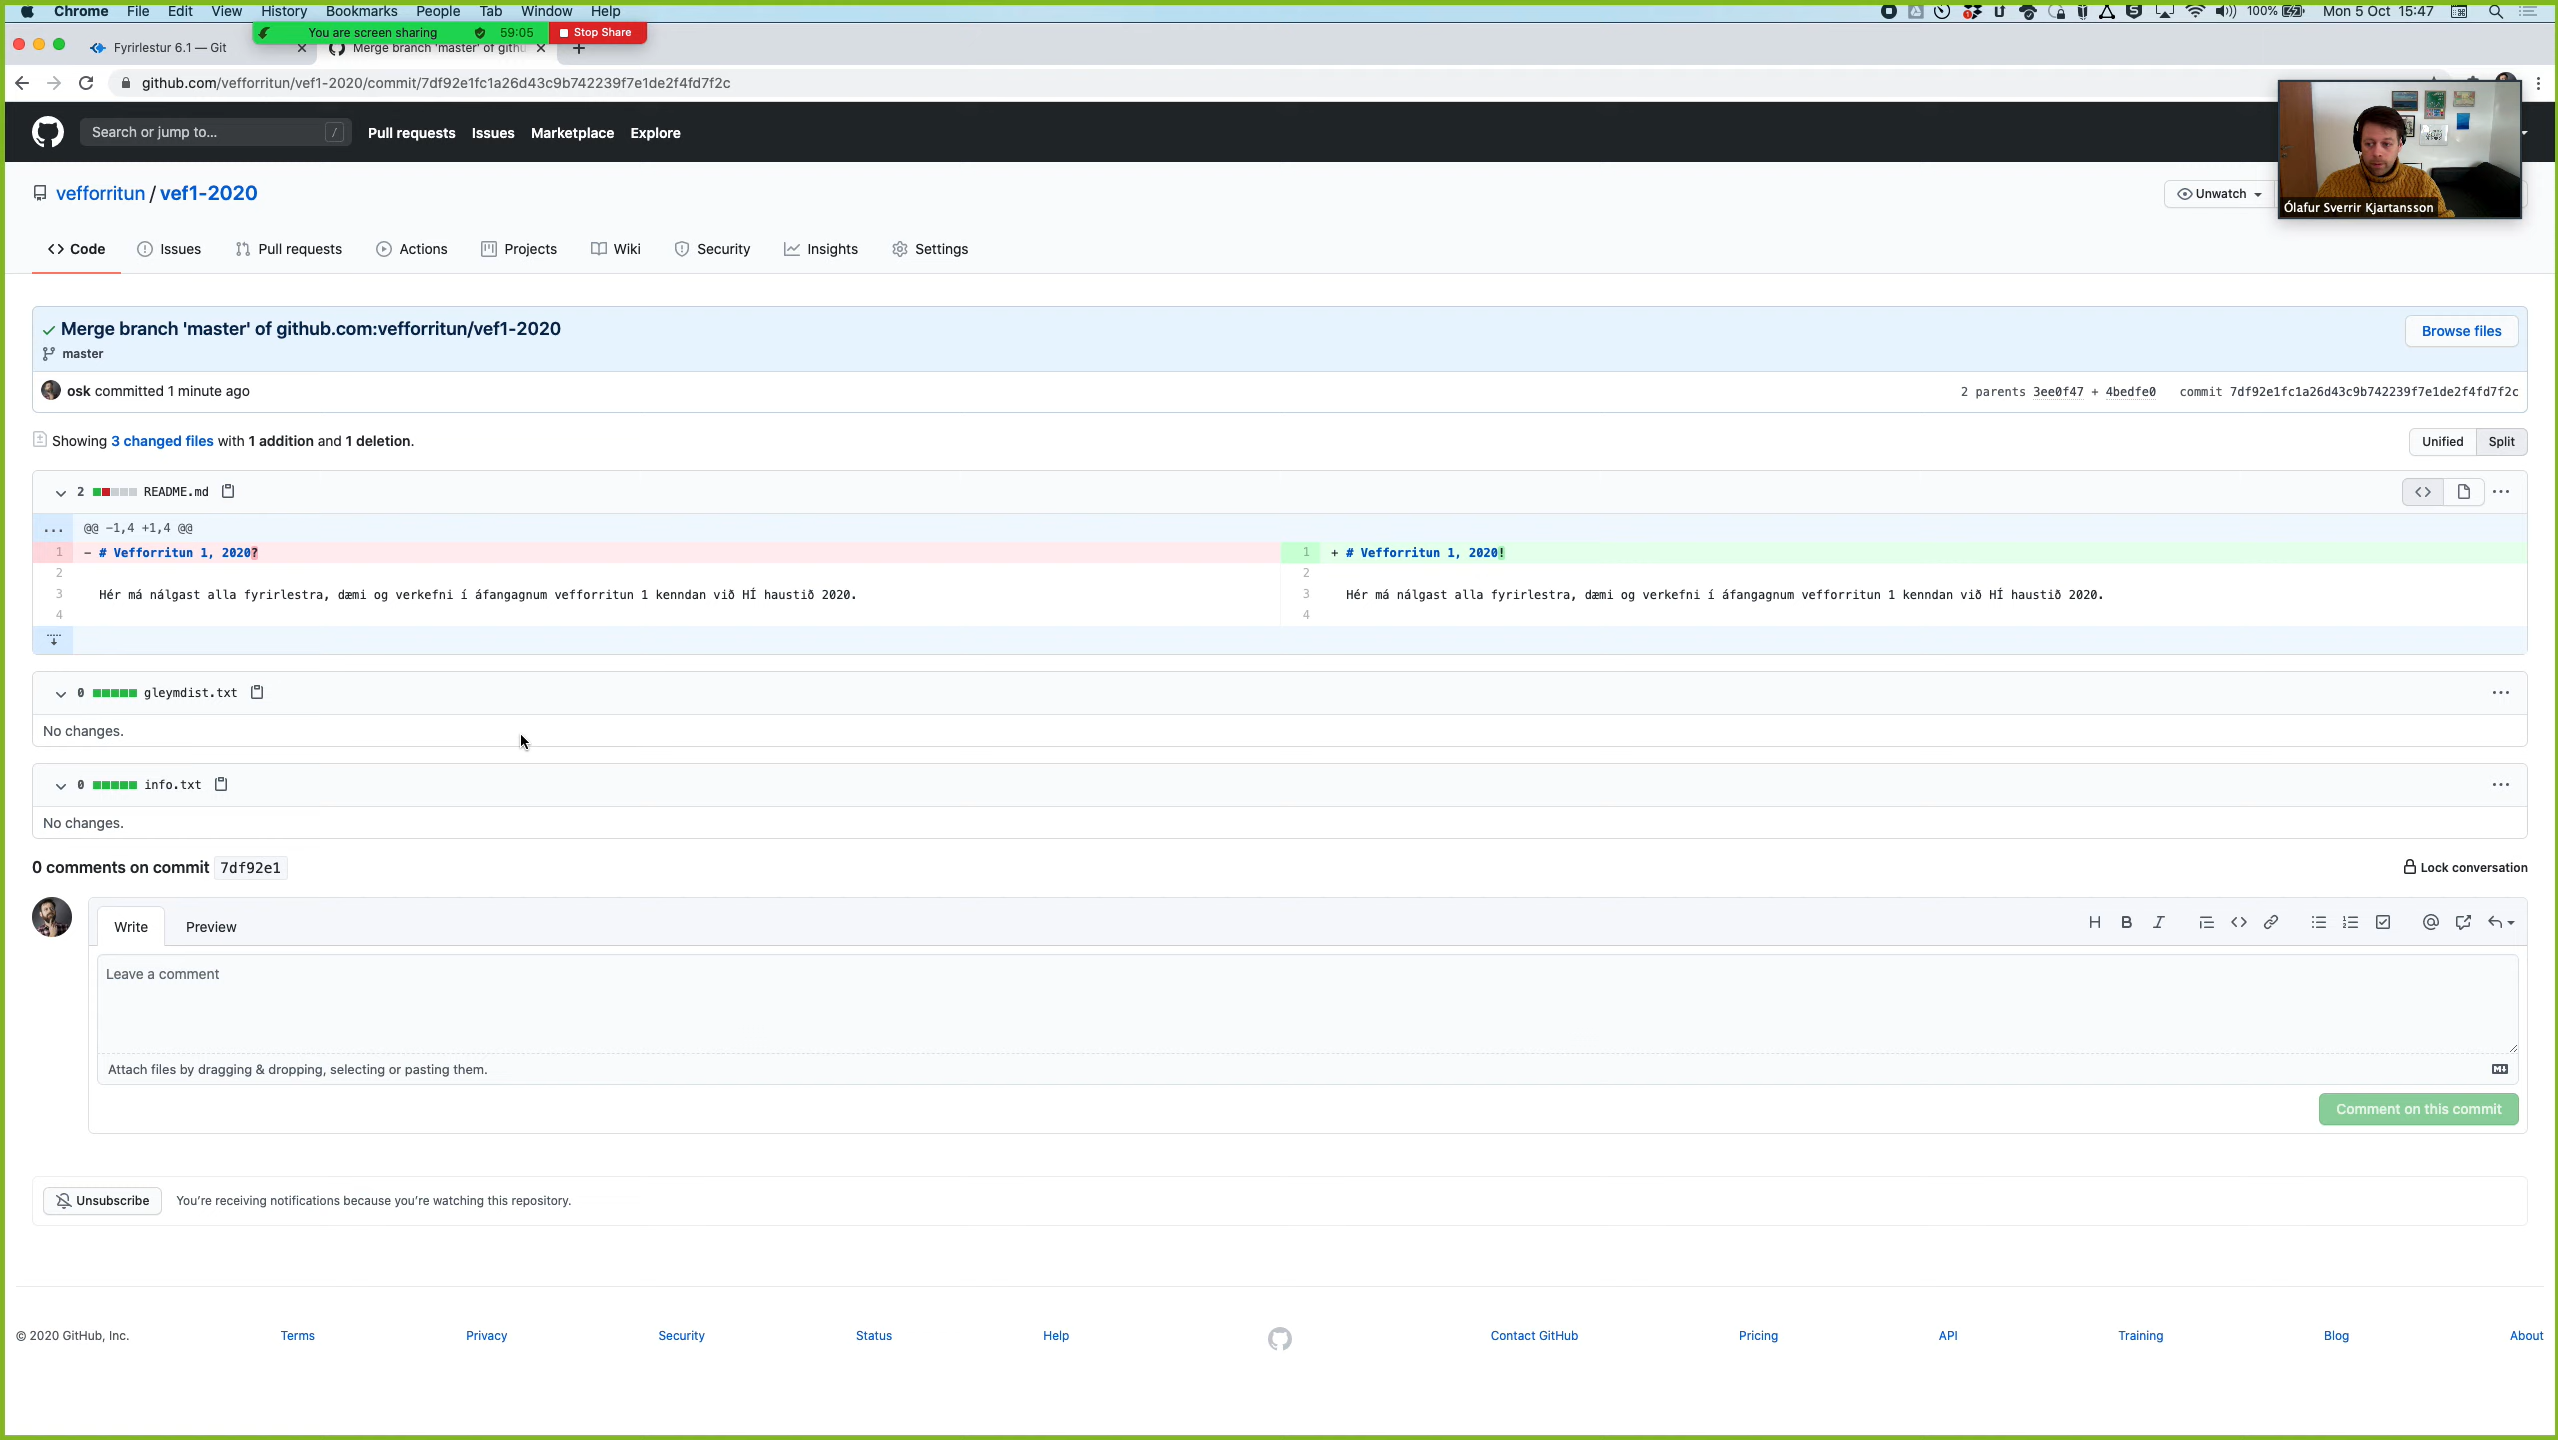 Chrome File Edit View History Bookmarks People Tab Window Help 100% Mon 5 Oct 15:47
You are screen sharing 59:05 Stop Share
Fyrirlestur 6.1 — Git Merge branch 'master' of githu
github.com/vefforritun/vef1-2020/commit/7df92e1fc1a26d43c9b742239f7e1de2f4fd7f2c
Search or jump to... / Pull requests Issues Marketplace Explore
vefforritun / vef1-2020 Unwatch
Ólafur Sverrir Kjartansson
Code Issues Pull requests Actions Projects Wiki Security Insights Settings
Merge branch 'master' of github.com:vefforritun/vef1-2020 Browse files
master
osk committed 1 minute ago 2 parents 3ee0f47 + 4bedfe0 commit 7df92e1fc1a26d43c9b742239f7e1de2f4fd7f2c
Showing 3 changed files with 1 addition and 1 deletion. Unified Split
2 README.md
... @@ -1,4 +1,4 @@
1 - # Vefforritun 1, 2020? 1 + # Vefforritun 1, 2020!
2 2
3 Hér má nálgast alla fyrirlestra, dæmi og verkefni í áfangagnum vefforritun 1 kenndan við HÍ haustið 2020. 3 Hér má nálgast alla fyrirlestra, dæmi og verkefni í áfangagnum vefforritun 1 kenndan við HÍ haustið 2020.
4 4
0 gleymdist.txt
No changes.
0 info.txt
No changes.
0 comments on commit 7df92e1 Lock conversation
Write Preview H B I
Leave a comment
Attach files by dragging & dropping, selecting or pasting them.
Comment on this commit
Unsubscribe You're receiving notifications because you're watching this repository.
© 2020 GitHub, Inc. Terms Privacy Security Status Help Contact GitHub Pricing API Training Blog About